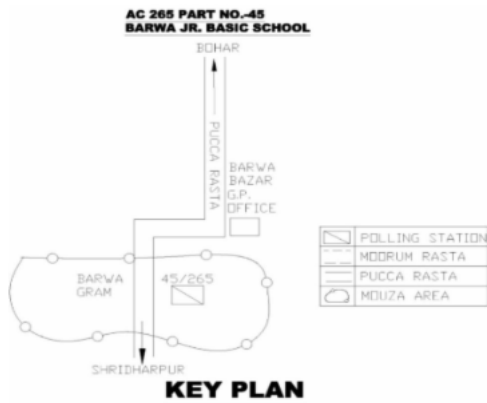 AC 265 PART NO.-45
BARWA JR. BASIC SCHOOL
BOHAR
PUCCA RASTA
BARWA
BAZAR
G.P.
OFFICE
BARWA
GRAM
45/265
SHRIDHARPUR
POLLING STATION
MODRUM RASTA
PUCCA RASTA
MOUZA AREA
KEY PLAN